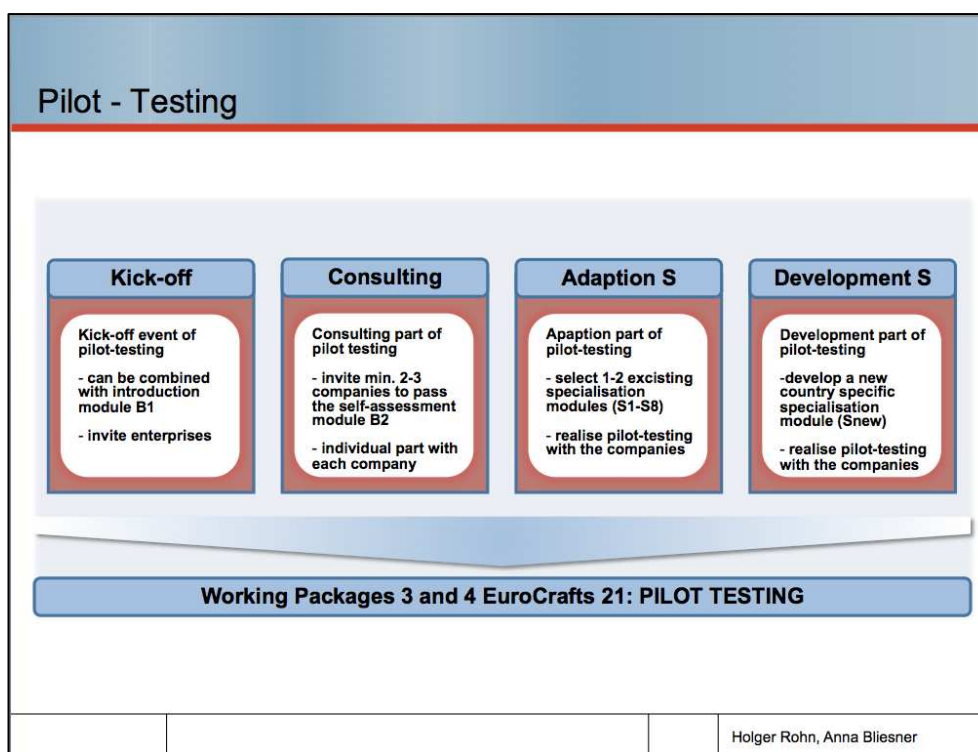 Pilot - Testing
Kick-off
Kick-off event of
pilot-testing
- can be combined
with introduction
module B1
- invite enterprises
Consulting
Consulting part of
pilot testing
- invite min. 2-3
companies to pass
the self-assessment
module B2
- individual part with
each company
Adaption S
Apaption part of
pilot-testing
- select 1-2 excisting
specialisation
modules (S1-S8)
- realise pilot-testing
with the companies
Development S
Development part of
pilot-testing
-develop a new
country specific
specialisation
module (Snew)
- realise pilot-testing
with the companies
Working Packages 3 and 4 EuroCrafts 21: PILOT TESTING
Holger Rohn, Anna Bliesner